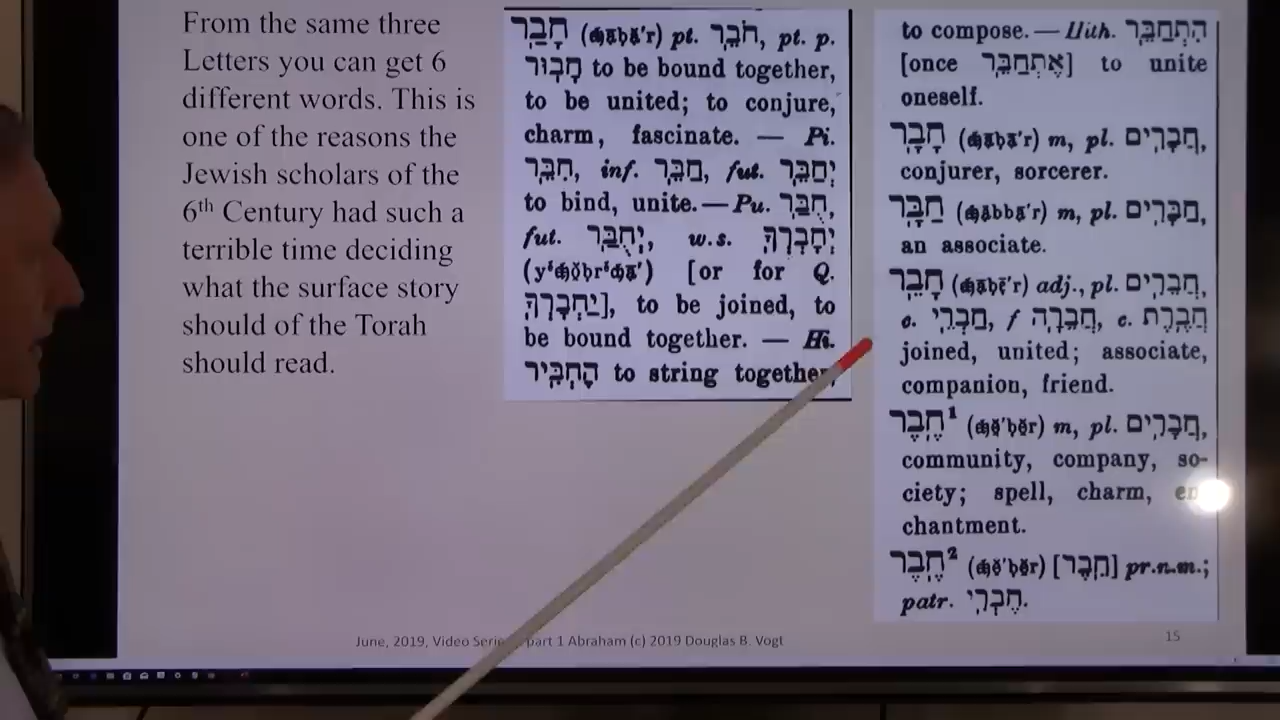 From the same three
Letters you can get 6
different words. This is
one of the reasons the
Jewish scholars of the
6th Century had such a
terrible time deciding
what the surface story
should of the Torah
should read.
חָבַר pt. חֹבֵר, pt. p.
חָבוּר to be bound together,
to be united; to conjure,
charm, fascinate. — Pi.
חִבֵּר, inf. חַבֵּר, fut. יְחַבֵּר
to bind, unite. — Pu. חֻבַּר,
fut. יְחֻבַּר, w.s.
[or for Q.
to be joined, to
be bound together. — Hi.
הֶחְבִּיר to string together,
to compose. — Hith. הִתְחַבֵּר
[once אֶתְחַבַּר] to unite
oneself.
חָבָר m, pl. חֲבָרִים,
conjurer, sorcerer.
חַבָּר m, pl. חַבָּרִים,
an associate.
חָבֵר adj., pl. חֲבֵרִים,
c. חַבְרֵי, f חֲבֵרָה, c. חֲבֶרֶת
joined, united; associate,
companion, friend.
חֶבֶר¹ m, pl. חֲבָרִים,
community, company, so-
ciety; spell, charm,
chantment.
חֶבֶר² pr.n.m.;
patr. חֶבְרִי.
June, 2019, Video part 1 Abraham (c) 2019 Douglas B. Vogt
15